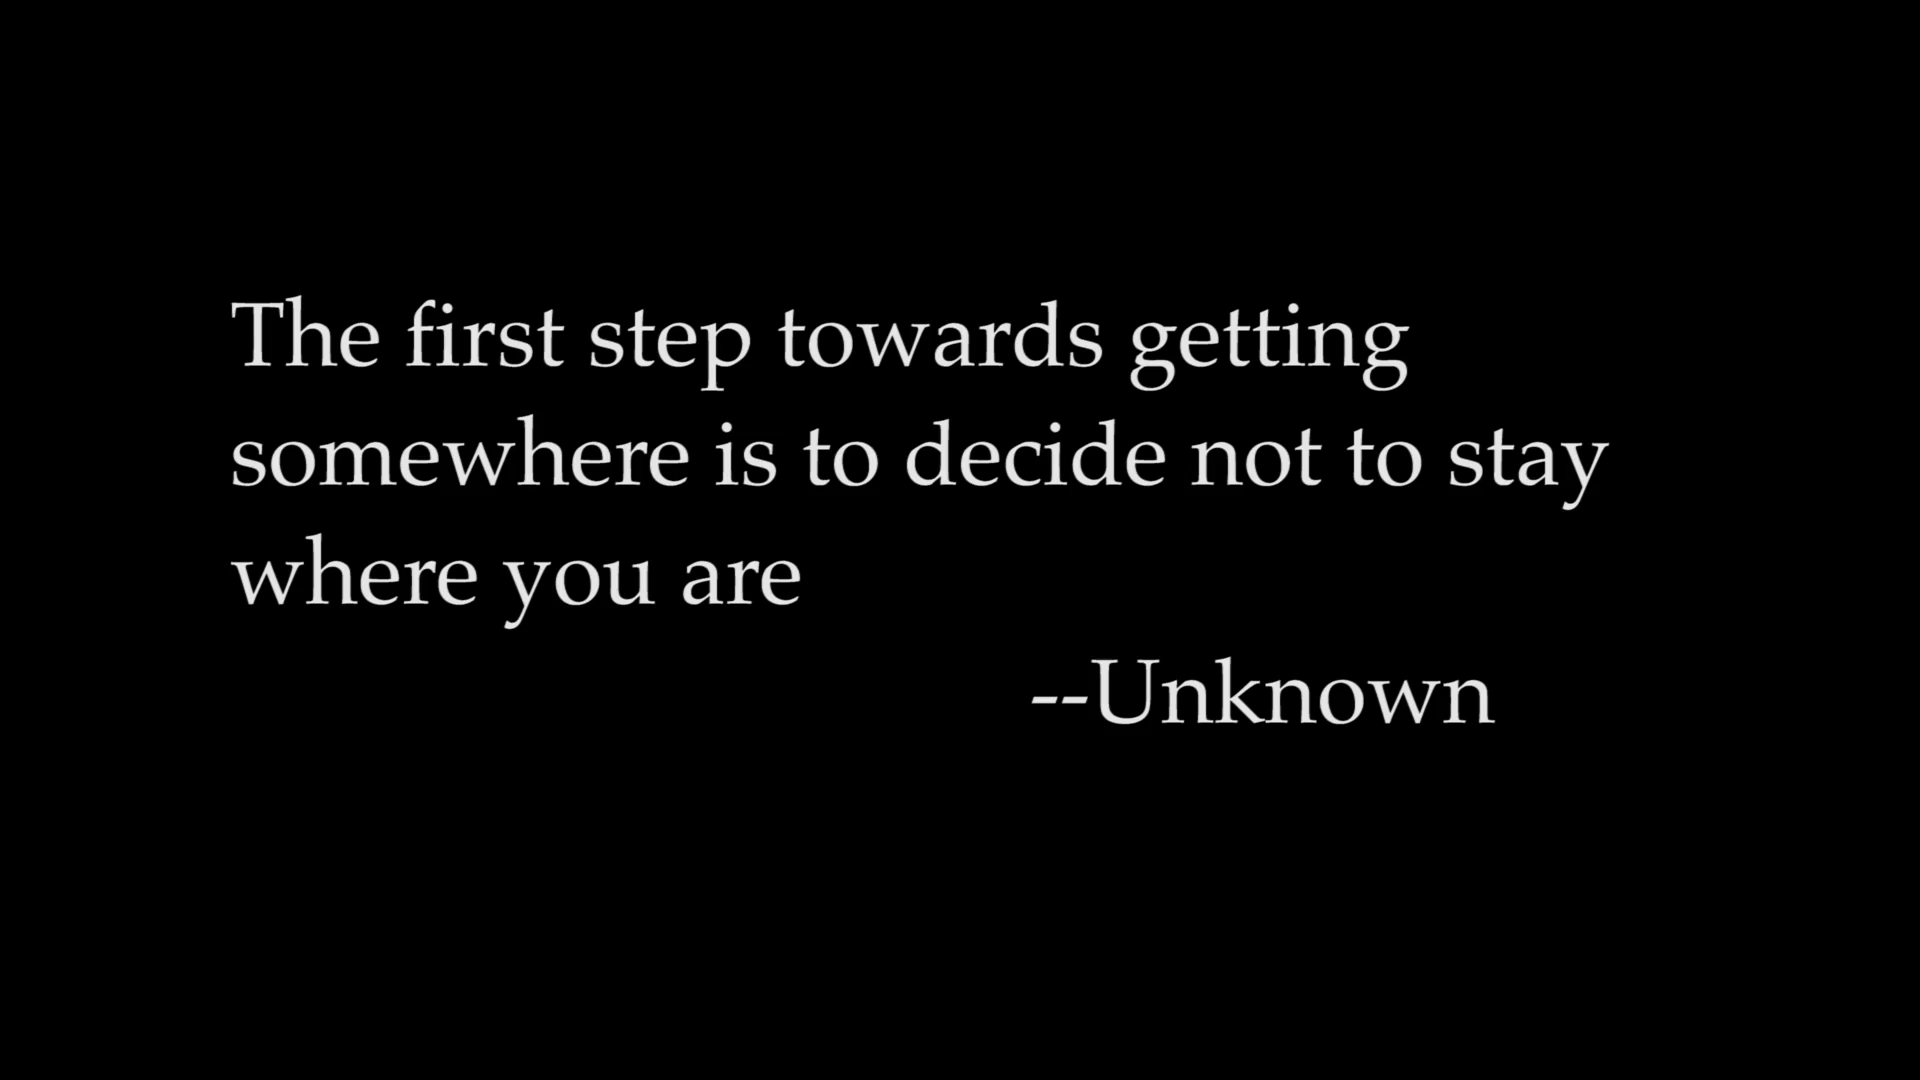 The first step towards getting
somewhere is to decide not to stay
where you are
--Unknown